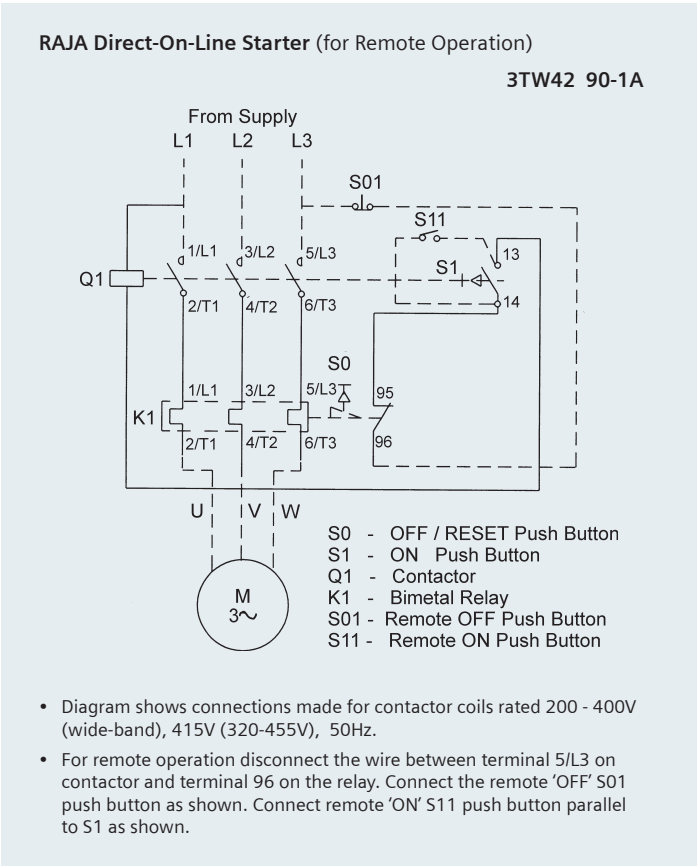 RAJA Direct-On-Line Starter (for Remote Operation)
3TW42 90-1A
From Supply
L1 L2 L3
S01
S11
1/L1 3/L2 5/L3
13
Q1
S1
2/T1 4/T2 6/T3
14
S0
1/L1 3/L2 5/L3
95
K1
2/T1 4/T2 6/T3
96
U V W
M
3~
S0 - OFF / RESET Push Button
S1 - ON Push Button
Q1 - Contactor
K1 - Bimetal Relay
S01 - Remote OFF Push Button
S11 - Remote ON Push Button
• Diagram shows connections made for contactor coils rated 200 - 400V
(wide-band), 415V (320-455V), 50Hz.
• For remote operation disconnect the wire between terminal 5/L3 on
contactor and terminal 96 on the relay. Connect the remote ‘OFF’ S01
push button as shown. Connect remote ‘ON’ S11 push button parallel
to S1 as shown.